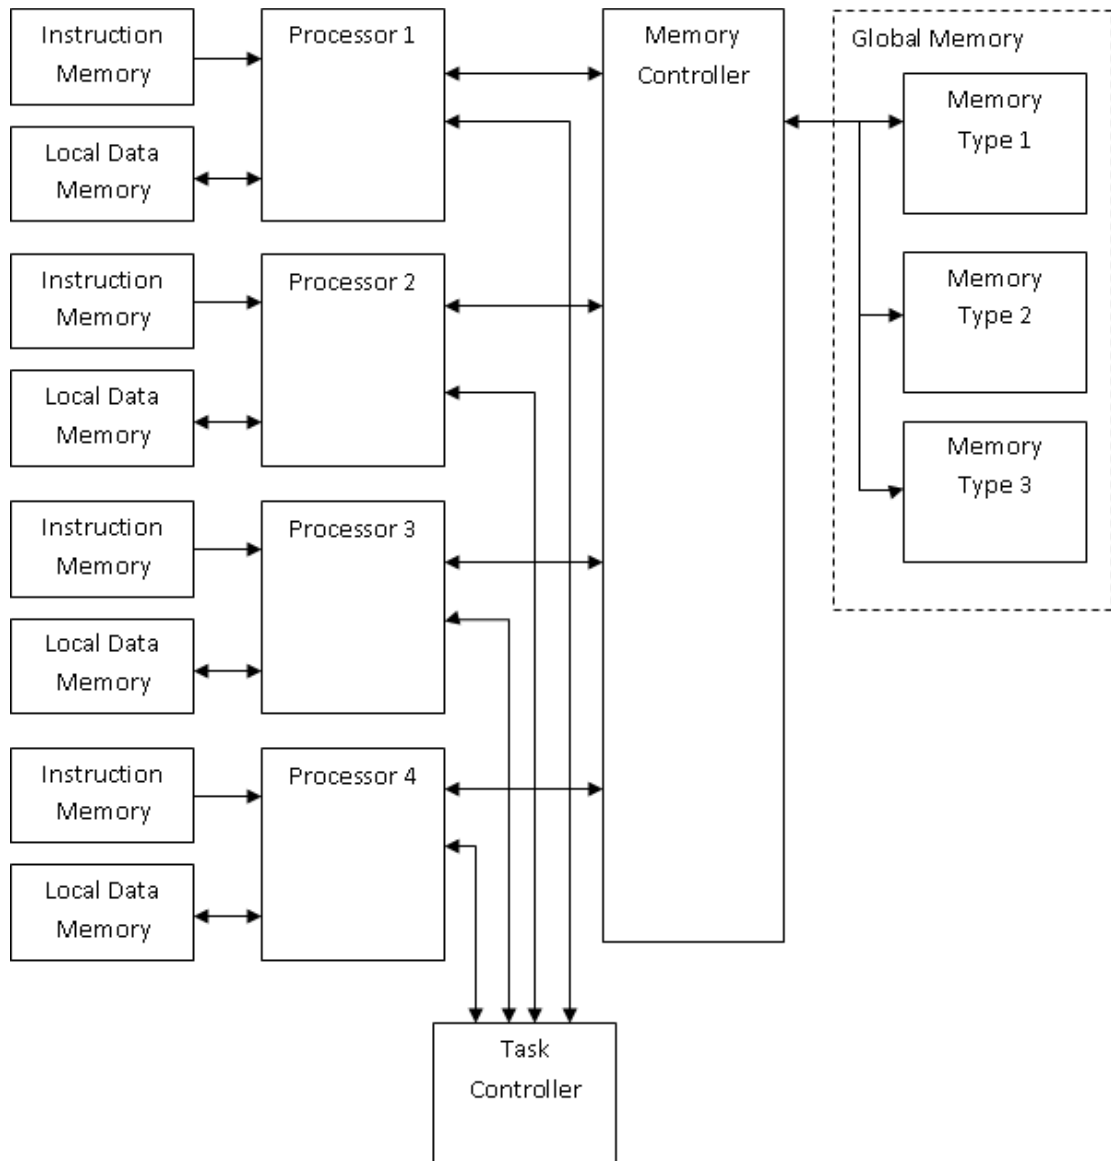 Instruction
Memory
Processor 1
Memory
Controller
Global Memory
Memory
Type 1
Local Data
Memory
Instruction
Memory
Processor 2
Memory
Type 2
Local Data
Memory
Memory
Type 3
Instruction
Memory
Processor 3
Local Data
Memory
Instruction
Memory
Processor 4
Local Data
Memory
Task
Controller